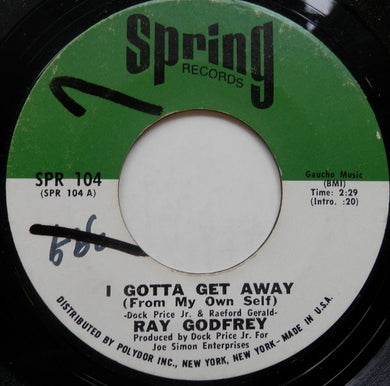 Spring
RECORDS
SPR 104
(SPR 104 A)
Gaucho Music
(BMI)
Time: 2:29
(Intro. :20)
I GOTTA GET AWAY
(From My Own Self)
-Dock Price Jr. & Raeford Gerald-
RAY GODFREY
Produced by Dock Price Jr. For
Joe Simon Enterprises
DISTRIBUTED BY POLYDOR INC., NEW YORK, NEW YORK-MADE IN U.S.A.